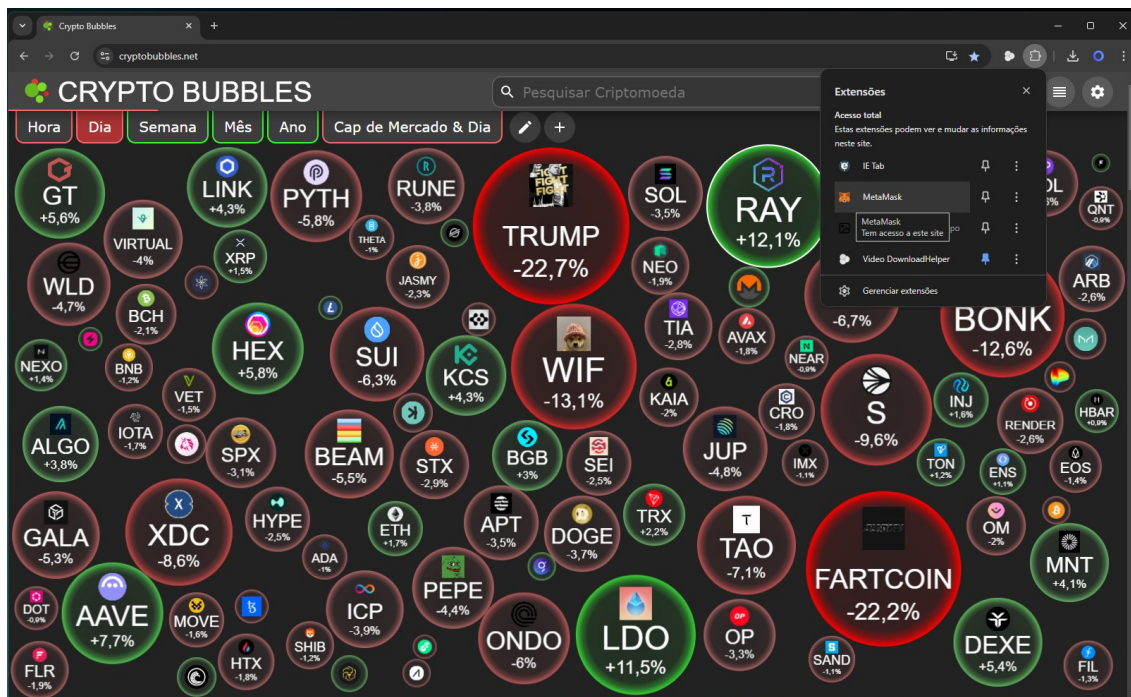 Crypto Bubbles
cryptobubbles.net
CRYPTO BUBBLES
Pesquisar Criptomoeda
Hora
Dia
Semana
Mês
Ano
Cap de Mercado & Dia
Extensões
Acesso total
Estas extensões podem ver e mudar as informações
neste site.
IE Tab
MetaMask
MetaMask
Tem acesso a este site
Video DownloadHelper
Gerenciar extensões
GT
+5,6%
VIRTUAL
-4%
LINK
+4,3%
XRP
+1,5%
PYTH
-5,8%
THETA
-1%
RUNE
-3,8%
JASMY
-2,3%
FIGHT
FIGHT
FIGHT
TRUMP
-22,7%
SOL
-3,5%
NEO
-1,9%
RAY
+12,1%
QNT
-0,9%
ARB
-2,6%
WLD
-4,7%
BCH
-2,1%
HEX
+5,8%
SUI
-6,3%
KCS
+4,3%
WIF
-13,1%
TIA
-2,8%
AVAX
-1,8%
-6,7%
BONK
-12,6%
NEXO
+1,4%
BNB
-1,2%
VET
-1,5%
NEAR
-0,9%
KAIA
-2%
CRO
-1,8%
S
-9,6%
INJ
+1,6%
RENDER
-2,6%
HBAR
+0,9%
ALGO
+3,8%
IOTA
-1,7%
SPX
-3,1%
BEAM
-5,5%
STX
-2,9%
BGB
+3%
SEI
-2,5%
JUP
-4,8%
IMX
-1,1%
TON
+1,2%
ENS
+1,1%
EOS
-1,4%
GALA
-5,3%
XDC
-8,6%
HYPE
-2,5%
ADA
-1%
ETH
+1,7%
APT
-3,5%
DOGE
-3,7%
TRX
+2,2%
T
TAO
-7,1%
FARTCOIN
-22,2%
OM
-2%
MNT
+4,1%
DOT
-0,9%
AAVE
+7,7%
MOVE
-1,6%
ICP
-3,9%
PEPE
-4,4%
ONDO
-6%
LDO
+11,5%
OP
OP
-3,3%
SAND
-1,1%
DEXE
+5,4%
FLR
-1,9%
HTX
-1,8%
SHIB
-1,2%
FIL
-1,3%